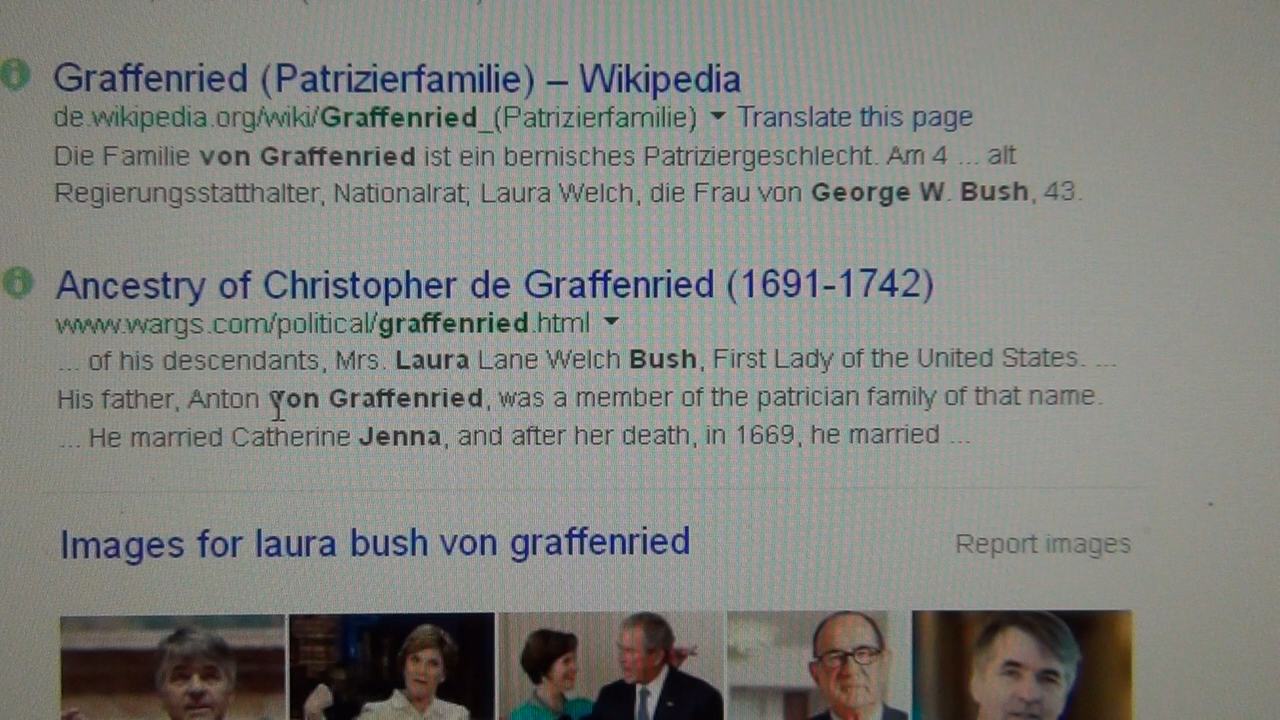 Graffenried (Patrizierfamilie) – Wikipedia
de.wikipedia.org/wiki/Graffenried_(Patrizierfamilie) Translate this page
Die Familie von Graffenried ist ein bernisches Patriziergeschlecht. Am 4 ... alt
Regierungsstatthalter, Nationalrat; Laura Welch, die Frau von George W. Bush, 43.
Ancestry of Christopher de Graffenried (1691-1742)
www.wargs.com/political/graffenried.html
... of his descendants, Mrs. Laura Lane Welch Bush, First Lady of the United States. ...
His father, Anton von Graffenried, was a member of the patrician family of that name.
... He married Catherine Jenna, and after her death, in 1669, he married ...
Images for laura bush von graffenried
Report images